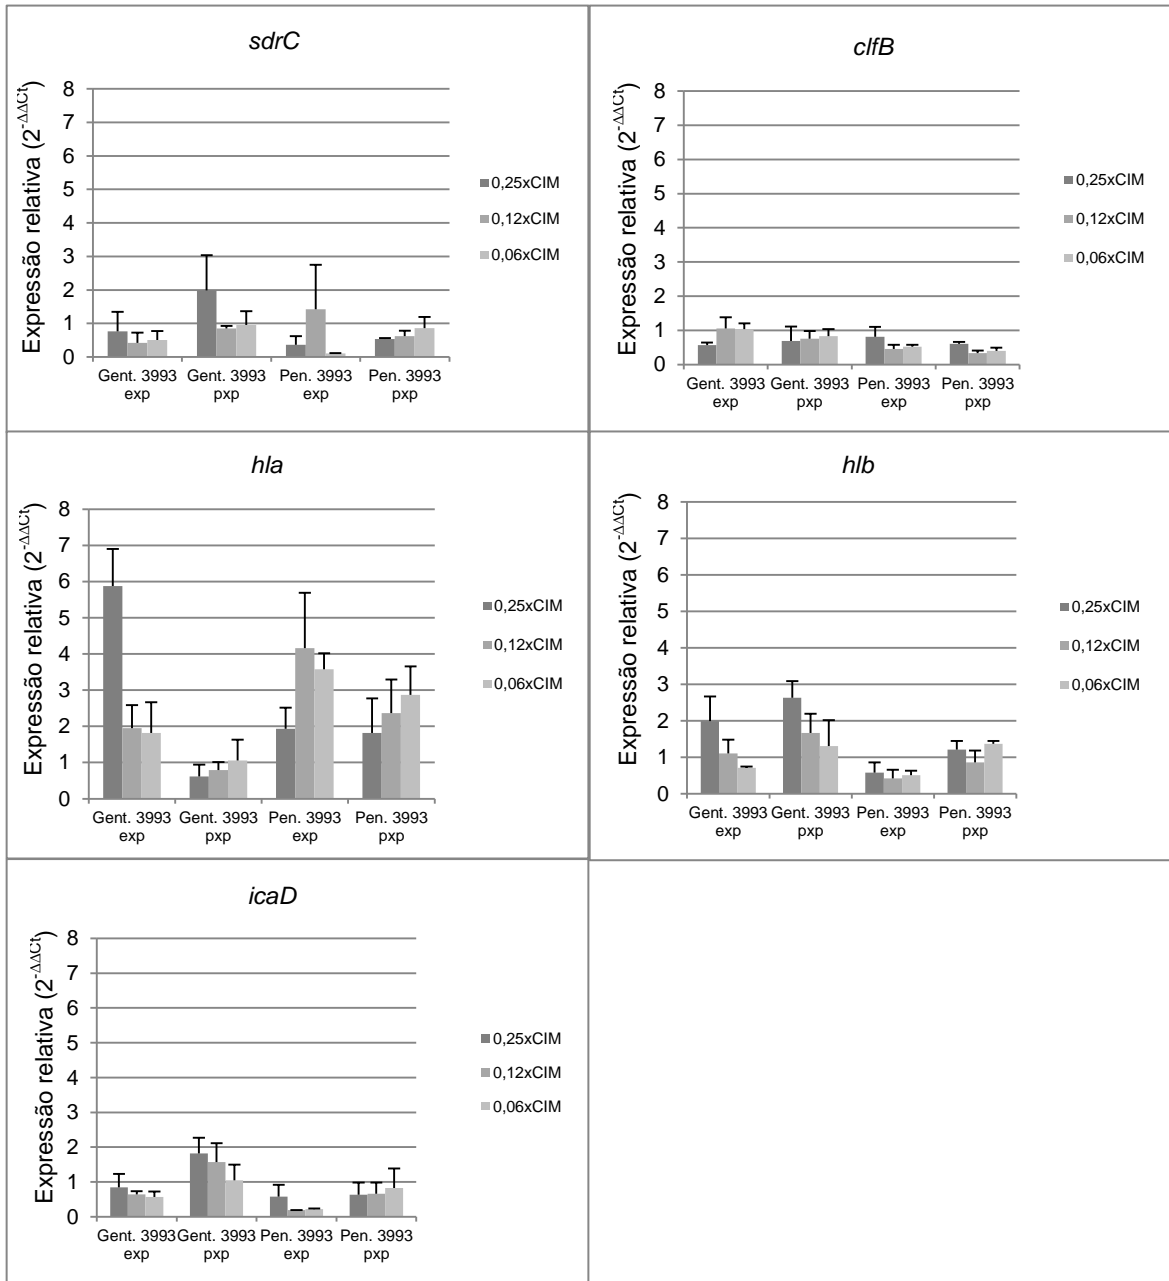 sdrC
Expressão relativa (2^-ΔΔCt)
8
7
6
5
4
3
2
1
0
Gent. 3993 exp
Gent. 3993 pxp
Pen. 3993 exp
Pen. 3993 pxp
0,25xCIM
0,12xCIM
0,06xCIM
clfB
Expressão relativa (2^-ΔΔCt)
8
7
6
5
4
3
2
1
0
Gent. 3993 exp
Gent. 3993 pxp
Pen. 3993 exp
Pen. 3993 pxp
0,25xCIM
0,12xCIM
0,06xCIM
hla
Expressão relativa (2^-ΔΔCt)
8
7
6
5
4
3
2
1
0
Gent. 3993 exp
Gent. 3993 pxp
Pen. 3993 exp
Pen. 3993 pxp
0,25xCIM
0,12xCIM
0,06xCIM
hlb
Expressão relativa (2^-ΔΔCt)
8
7
6
5
4
3
2
1
0
Gent. 3993 exp
Gent. 3993 pxp
Pen. 3993 exp
Pen. 3993 pxp
0,25xCIM
0,12xCIM
0,06xCIM
icaD
Expressão relativa (2^-ΔΔCt)
8
7
6
5
4
3
2
1
0
Gent. 3993 exp
Gent. 3993 pxp
Pen. 3993 exp
Pen. 3993 pxp
0,25xCIM
0,12xCIM
0,06xCIM